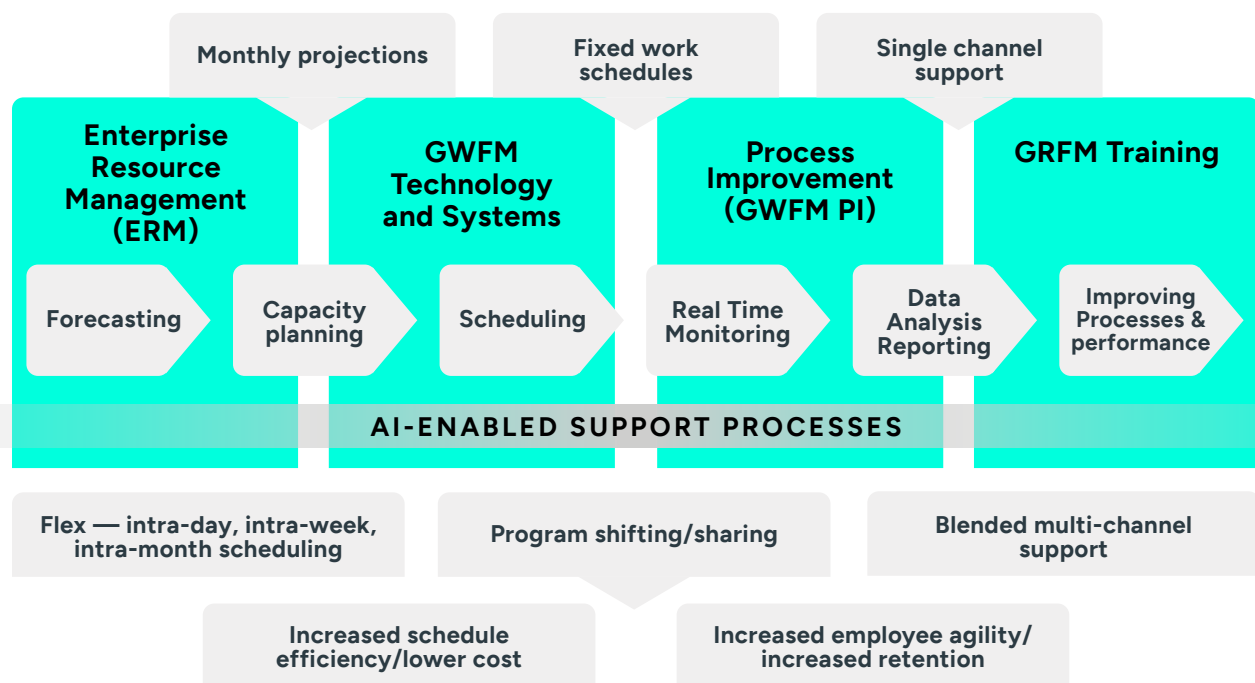 Monthly projections
Fixed work
schedules
Single channel
support
Enterprise
Resource
Management
(ERM)
GWFM
Technology
and Systems
Process
Improvement
(GWFM PI)
GRFM Training
Forecasting
Capacity
planning
Scheduling
Real Time
Monitoring
Data
Analysis
Reporting
Improving
Processes &
performance
AI-ENABLED SUPPORT PROCESSES
Flex — intra-day, intra-week,
intra-month scheduling
Program shifting/sharing
Blended multi-channel
support
Increased schedule
efficiency/lower cost
Increased employee agility/
increased retention